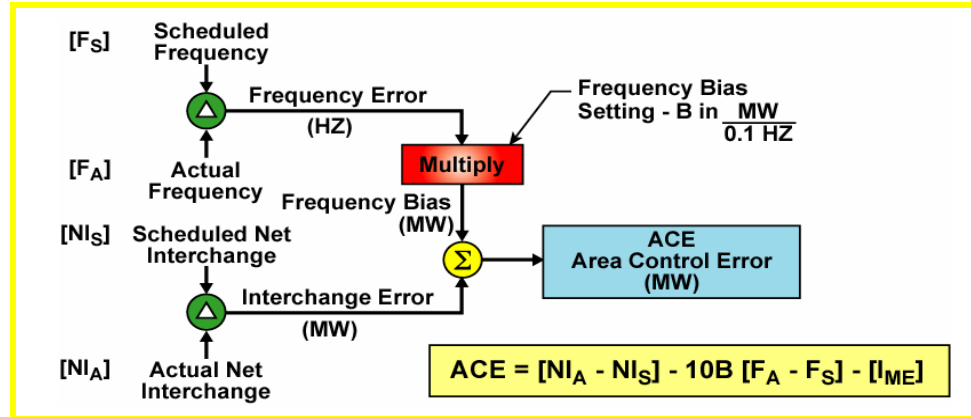 [FS]
Scheduled
Frequency
Δ
Frequency Error
(HZ)
Frequency Bias
Setting - B in MW
0.1 HZ
Multiply
[FA]
Actual
Frequency
Frequency Bias
(MW)
[NIS]
Scheduled Net
Interchange
Σ
ACE
Area Control Error
(MW)
Δ
Interchange Error
(MW)
[NIA]
Actual Net
Interchange
ACE = [NIA - NIS] - 10B [FA - FS] - [IME]